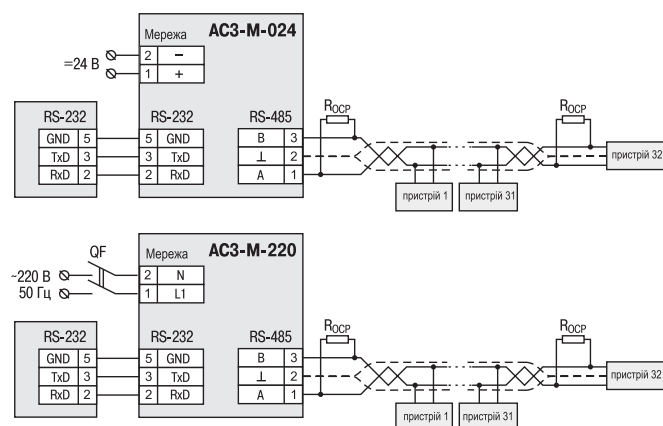 Мережа АС3-М-024
=24 В
2 –
1 +
RS-232 RS-232 RS-485 RОСР RОСР
GND 5 5 GND B 3
TxD 3 3 TxD ⊥ 2 пристрій 32
RxD 2 2 RxD A 1
пристрій 1 пристрій 31
QF Мережа АС3-М-220
~220 В 2 N
50 Гц 1 L1
RS-232 RS-232 RS-485 RОСР RОСР
GND 5 5 GND B 3
TxD 3 3 TxD ⊥ 2 пристрій 32
RxD 2 2 RxD A 1
пристрій 1 пристрій 31